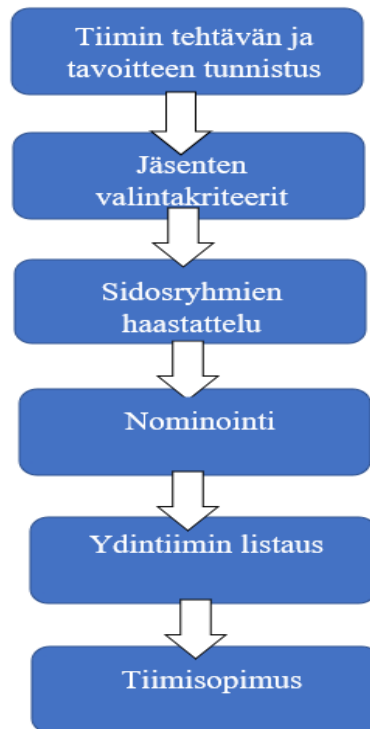 Tiimin tehtävän ja
tavoitteen tunnistus
Jäsenten
valintakriteerit
Sidosryhmien
haastattelu
Nominointi
Ydintiimin listaus
Tiimisopimus